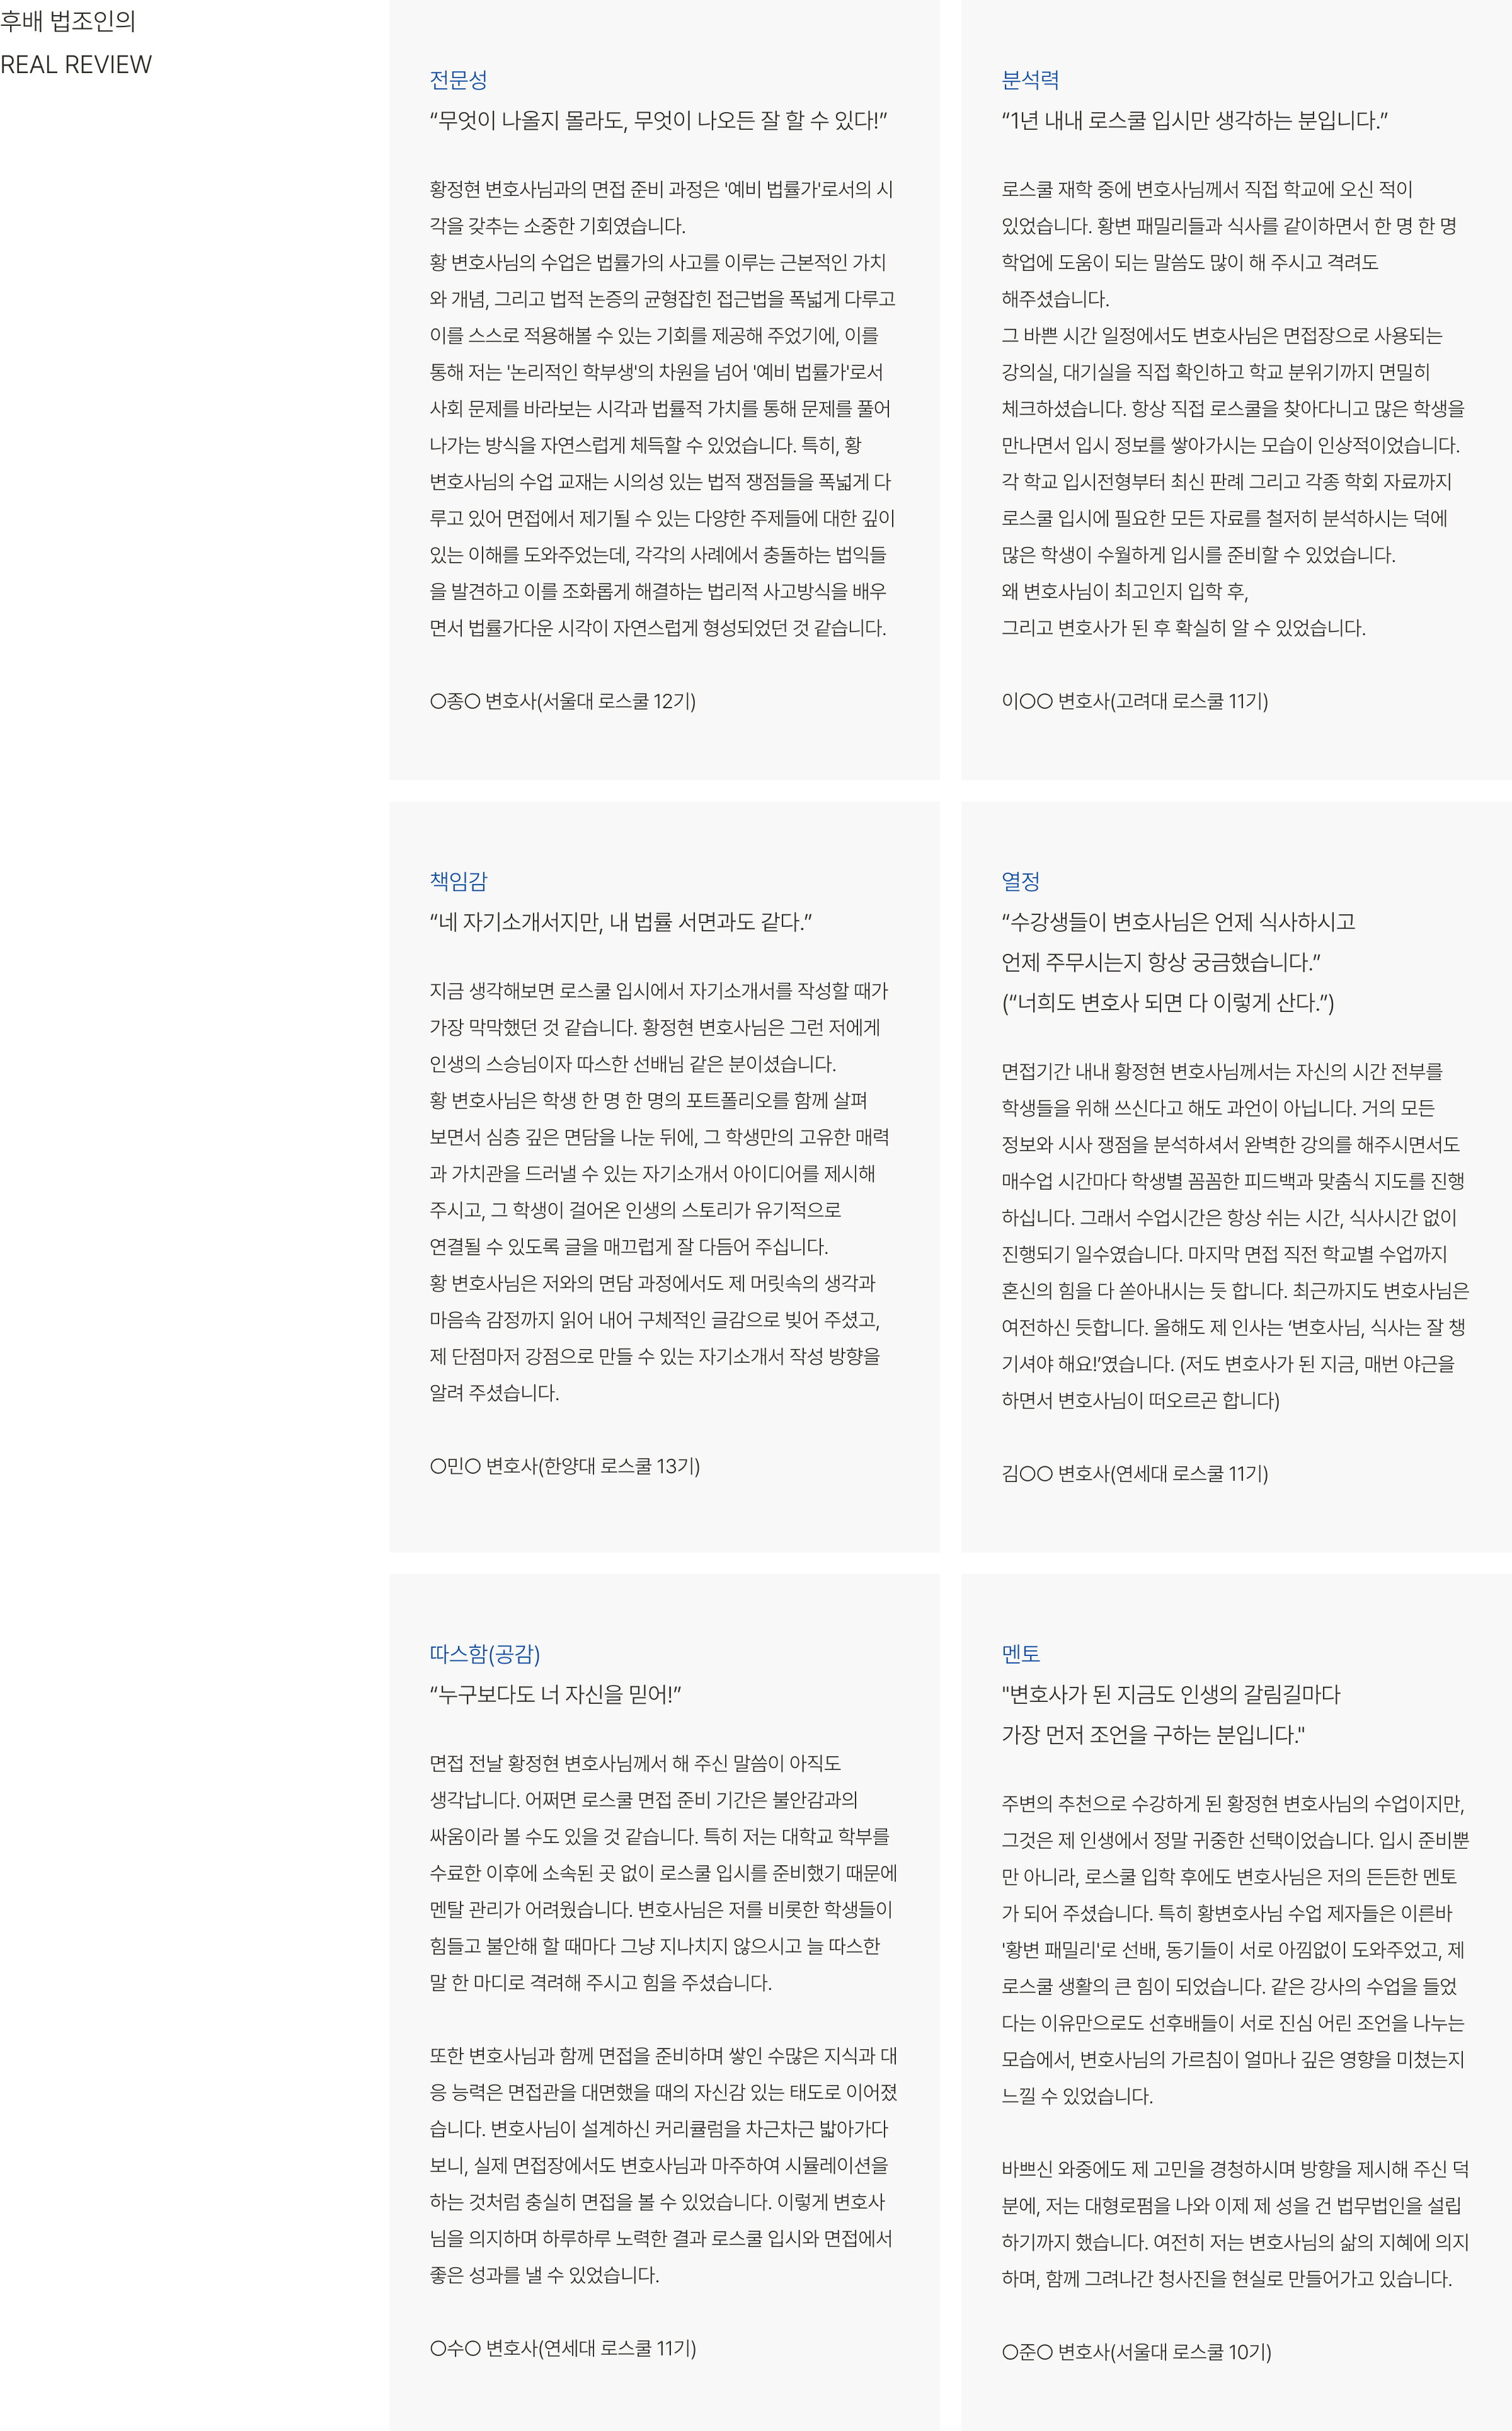 후배 법조인의
REAL REVIEW
전문성
“무엇이 나올지 몰라도, 무엇이 나오든 잘 할 수 있다!”
황정현 변호사님과의 면접 준비 과정은 '예비 법률가'로서의 시
각을 갖추는 소중한 기회였습니다.
황 변호사님의 수업은 법률가의 사고를 이루는 근본적인 가치
와 개념, 그리고 법적 논증의 균형잡힌 접근법을 폭넓게 다루고
이를 스스로 적용해볼 수 있는 기회를 제공해 주었기에, 이를
통해 저는 '논리적인 학부생'의 차원을 넘어 '예비 법률가'로서
사회 문제를 바라보는 시각과 법률적 가치를 통해 문제를 풀어
나가는 방식을 자연스럽게 체득할 수 있었습니다. 특히, 황
변호사님의 수업 교재는 시의성 있는 법적 쟁점들을 폭넓게 다
루고 있어 면접에서 제기될 수 있는 다양한 주제들에 대한 깊이
있는 이해를 도와주었는데, 각각의 사례에서 충돌하는 법익들
을 발견하고 이를 조화롭게 해결하는 법리적 사고방식을 배우
면서 법률가다운 시각이 자연스럽게 형성되었던 것 같습니다.
○종○ 변호사(서울대 로스쿨 12기)
분석력
“1년 내내 로스쿨 입시만 생각하는 분입니다.”
로스쿨 재학 중에 변호사님께서 직접 학교에 오신 적이
있었습니다. 황변 패밀리들과 식사를 같이하면서 한 명 한 명
학업에 도움이 되는 말씀도 많이 해 주시고 격려도
해주셨습니다.
그 바쁜 시간 일정에서도 변호사님은 면접장으로 사용되는
강의실, 대기실을 직접 확인하고 학교 분위기까지 면밀히
체크하셨습니다. 항상 직접 로스쿨을 찾아다니고 많은 학생을
만나면서 입시 정보를 쌓아가시는 모습이 인상적이었습니다.
각 학교 입시전형부터 최신 판례 그리고 각종 학회 자료까지
로스쿨 입시에 필요한 모든 자료를 철저히 분석하시는 덕에
많은 학생이 수월하게 입시를 준비할 수 있었습니다.
왜 변호사님이 최고인지 입학 후,
그리고 변호사가 된 후 확실히 알 수 있었습니다.
이○○ 변호사(고려대 로스쿨 11기)
책임감
“네 자기소개서지만, 내 법률 서면과도 같다.”
지금 생각해보면 로스쿨 입시에서 자기소개서를 작성할 때가
가장 막막했던 것 같습니다. 황정현 변호사님은 그런 저에게
인생의 스승님이자 따스한 선배님 같은 분이셨습니다.
황 변호사님은 학생 한 명 한 명의 포트폴리오를 함께 살펴
보면서 심층 깊은 면담을 나눈 뒤에, 그 학생만의 고유한 매력
과 가치관을 드러낼 수 있는 자기소개서 아이디어를 제시해
주시고, 그 학생이 걸어온 인생의 스토리가 유기적으로
연결될 수 있도록 글을 매끄럽게 잘 다듬어 주십니다.
황 변호사님은 저와의 면담 과정에서도 제 머릿속의 생각과
마음속 감정까지 읽어 내어 구체적인 글감으로 빚어 주셨고,
제 단점마저 강점으로 만들 수 있는 자기소개서 작성 방향을
알려 주셨습니다.
○민○ 변호사(한양대 로스쿨 13기)
열정
“수강생들이 변호사님은 언제 식사하시고
언제 주무시는지 항상 궁금했습니다.”
(“너희도 변호사 되면 다 이렇게 산다.”)
면접기간 내내 황정현 변호사님께서는 자신의 시간 전부를
학생들을 위해 쓰신다고 해도 과언이 아닙니다. 거의 모든
정보와 시사 쟁점을 분석하셔서 완벽한 강의를 해주시면서도
매수업 시간마다 학생별 꼼꼼한 피드백과 맞춤식 지도를 진행
하십니다. 그래서 수업시간은 항상 쉬는 시간, 식사시간 없이
진행되기 일수였습니다. 마지막 면접 직전 학교별 수업까지
혼신의 힘을 다 쏟아내시는 듯 합니다. 최근까지도 변호사님은
여전하신 듯합니다. 올해도 제 인사는 ‘변호사님, 식사는 잘 챙
기셔야 해요!’였습니다. (저도 변호사가 된 지금, 매번 야근을
하면서 변호사님이 떠오르곤 합니다)
김○○ 변호사(연세대 로스쿨 11기)
따스함(공감)
“누구보다도 너 자신을 믿어!”
면접 전날 황정현 변호사님께서 해 주신 말씀이 아직도
생각납니다. 어쩌면 로스쿨 면접 준비 기간은 불안감과의
싸움이라 볼 수도 있을 것 같습니다. 특히 저는 대학교 학부를
수료한 이후에 소속된 곳 없이 로스쿨 입시를 준비했기 때문에
멘탈 관리가 어려웠습니다. 변호사님은 저를 비롯한 학생들이
힘들고 불안해 할 때마다 그냥 지나치지 않으시고 늘 따스한
말 한 마디로 격려해 주시고 힘을 주셨습니다.
또한 변호사님과 함께 면접을 준비하며 쌓인 수많은 지식과 대
응 능력은 면접관을 대면했을 때의 자신감 있는 태도로 이어졌
습니다. 변호사님이 설계하신 커리큘럼을 차근차근 밟아가다
보니, 실제 면접장에서도 변호사님과 마주하여 시뮬레이션을
하는 것처럼 충실히 면접을 볼 수 있었습니다. 이렇게 변호사
님을 의지하며 하루하루 노력한 결과 로스쿨 입시와 면접에서
좋은 성과를 낼 수 있었습니다.
○수○ 변호사(연세대 로스쿨 11기)
멘토
"변호사가 된 지금도 인생의 갈림길마다
가장 먼저 조언을 구하는 분입니다."
주변의 추천으로 수강하게 된 황정현 변호사님의 수업이지만,
그것은 제 인생에서 정말 귀중한 선택이었습니다. 입시 준비뿐
만 아니라, 로스쿨 입학 후에도 변호사님은 저의 든든한 멘토
가 되어 주셨습니다. 특히 황변호사님 수업 제자들은 이른바
'황변 패밀리'로 선배, 동기들이 서로 아낌없이 도와주었고, 제
로스쿨 생활의 큰 힘이 되었습니다. 같은 강사의 수업을 들었
다는 이유만으로도 선후배들이 서로 진심 어린 조언을 나누는
모습에서, 변호사님의 가르침이 얼마나 깊은 영향을 미쳤는지
느낄 수 있었습니다.
바쁘신 와중에도 제 고민을 경청하시며 방향을 제시해 주신 덕
분에, 저는 대형로펌을 나와 이제 제 성을 건 법무법인을 설립
하기까지 했습니다. 여전히 저는 변호사님의 삶의 지혜에 의지
하며, 함께 그려나간 청사진을 현실로 만들어가고 있습니다.
○준○ 변호사(서울대 로스쿨 10기)